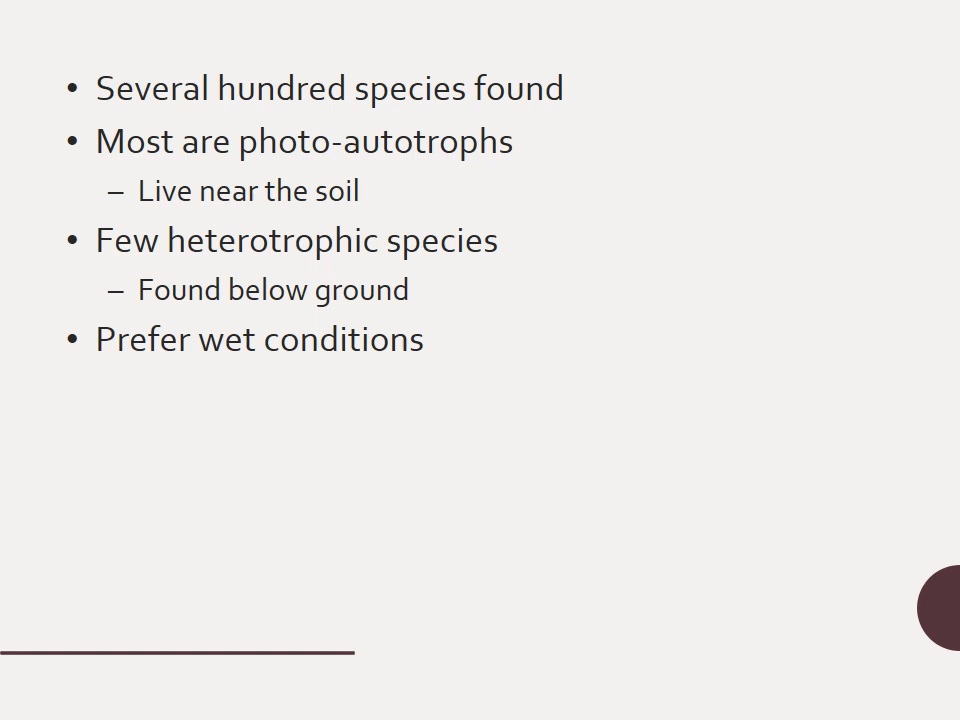 • Several hundred species found
• Most are photo-autotrophs
– Live near the soil
• Few heterotrophic species
– Found below ground
• Prefer wet conditions